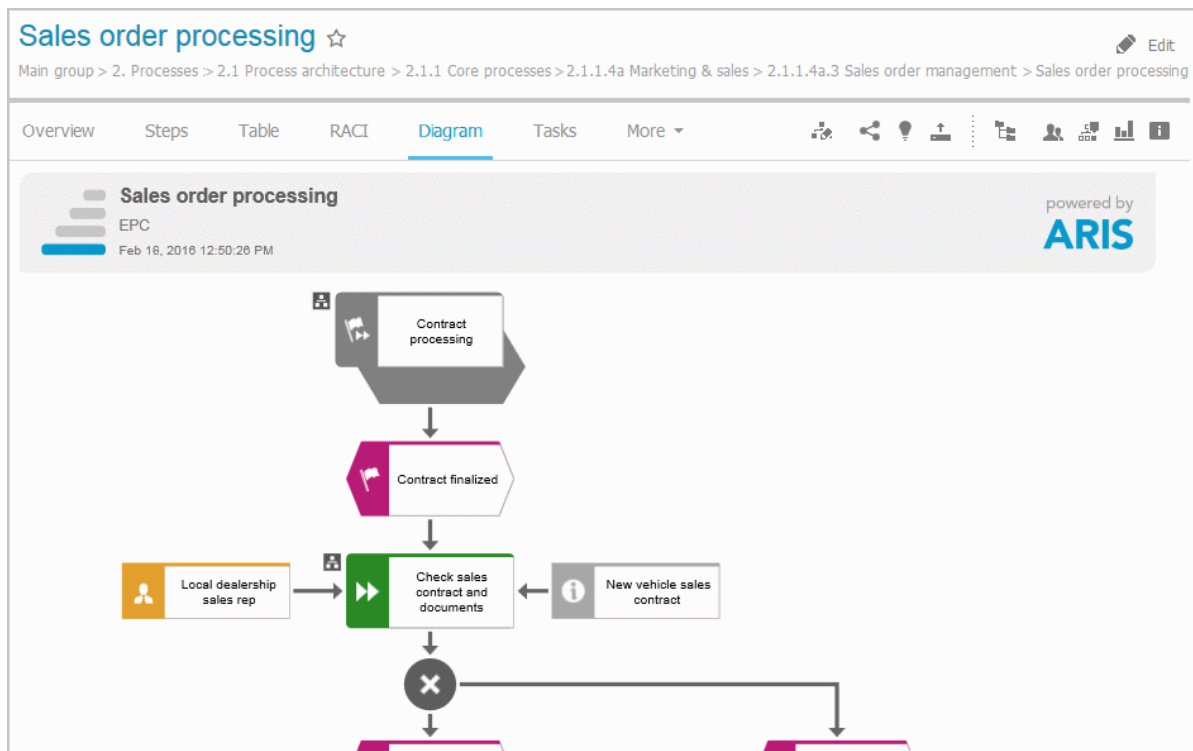 Sales order processing
Edit
Main group > 2. Processes > 2.1 Process architecture > 2.1.1 Core processes > 2.1.1.4a Marketing & sales > 2.1.1.4a.3 Sales order management > Sales order processing
Overview Steps Table RACI Diagram Tasks More
Sales order processing
EPC
Feb 16, 2016 12:50:26 PM
powered by
ARIS
Contract
processing
Contract finalized
Local dealership
sales rep
Check sales
contract and
documents
New vehicle sales
contract